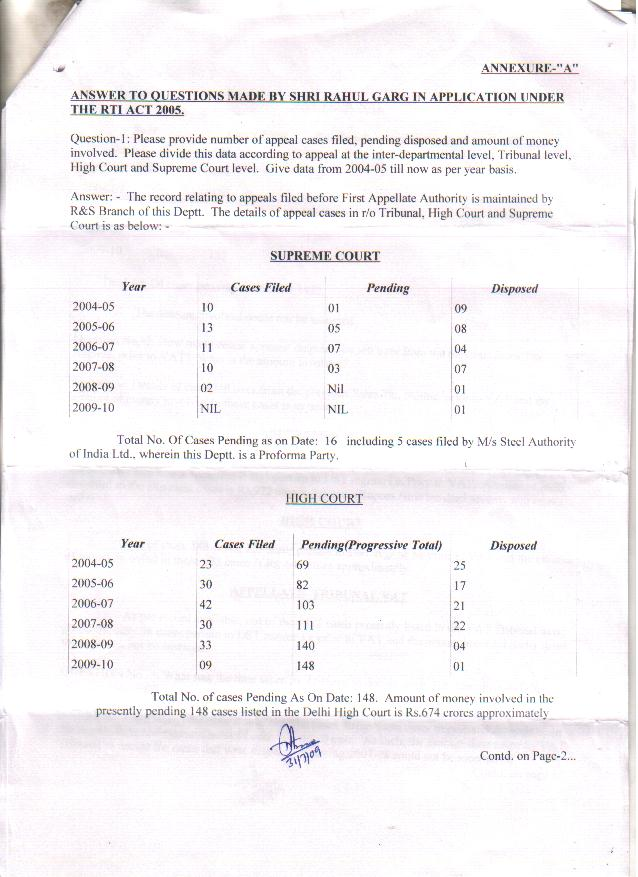 ANNEXURE-"A"
ANSWER TO QUESTIONS MADE BY SHRI RAHUL GARG IN APPLICATION UNDER
THE RTI ACT 2005.
Question-1: Please provide number of appeal cases filed, pending disposed and amount of money
involved. Please divide this data according to appeal at the inter-departmental level, Tribunal level,
High Court and Supreme Court level. Give data from 2004-05 till now as per year basis.
Answer: - The record relating to appeals filed before First Appellate Authority is maintained by
R&S Branch of this Deptt. The details of appeal cases in r/o Tribunal, High Court and Supreme
Court is as below: -
SUPREME COURT
Year Cases Filed Pending Disposed
2004-05 10 01 09
2005-06 13 05 08
2006-07 11 07 04
2007-08 10 03 07
2008-09 02 Nil 01
2009-10 NIL NIL 01
Total No. Of Cases Pending as on Date: 16 including 5 cases filed by M/s Steel Authority
of India Ltd., wherein this Deptt. is a Proforma Party.
HIGH COURT
Year Cases Filed Pending(Progressive Total) Disposed
2004-05 23 69 25
2005-06 30 82 17
2006-07 42 103 21
2007-08 30 111 22
2008-09 33 140 04
2009-10 09 148 01
Total No. of cases Pending As On Date: 148. Amount of money involved in the
presently pending 148 cases listed in the Delhi High Court is Rs.674 crores approximately
31/7/09
Contd. on Page-2...